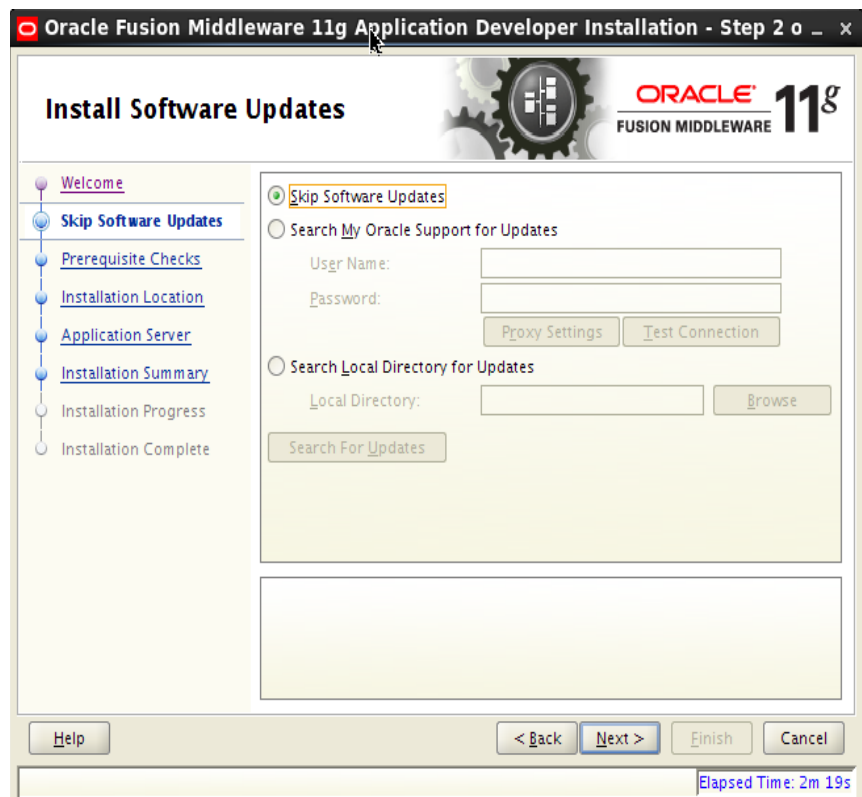 Oracle Fusion Middleware 11g Application Developer Installation - Step 2 o
Install Software Updates
ORACLE
FUSION MIDDLEWARE 11g
Welcome
Skip Software Updates
Prerequisite Checks
Installation Location
Application Server
Installation Summary
Installation Progress
Installation Complete
Skip Software Updates
Search My Oracle Support for Updates
User Name:
Password:
Proxy Settings Test Connection
Search Local Directory for Updates
Local Directory: Browse
Search For Updates
Help < Back Next > Finish Cancel
Elapsed Time: 2m 19s